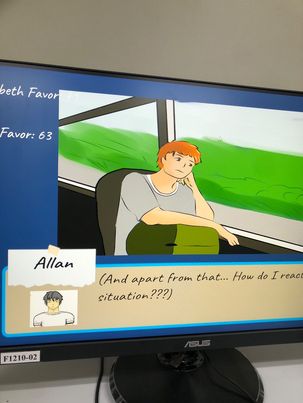 beth Favor
Favor: 63
Allan
(And apart from that... How do I react
situation???)
F1210-02
ASUS